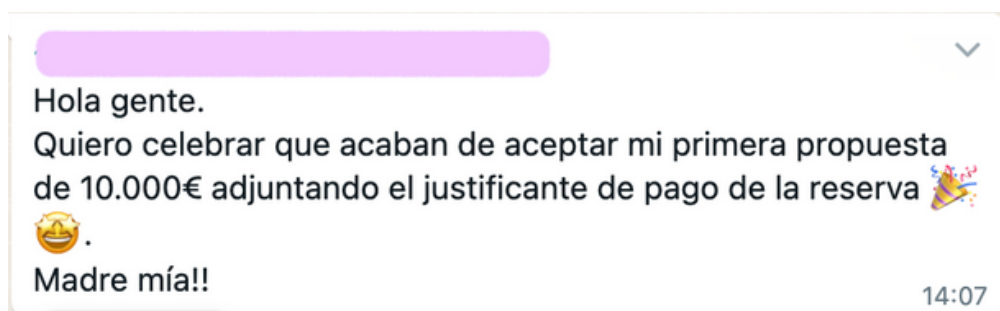 Hola gente.
Quiero celebrar que acaban de aceptar mi primera propuesta
de 10.000€ adjuntando el justificante de pago de la reserva 🎉
🤩.
Madre mía!!
14:07